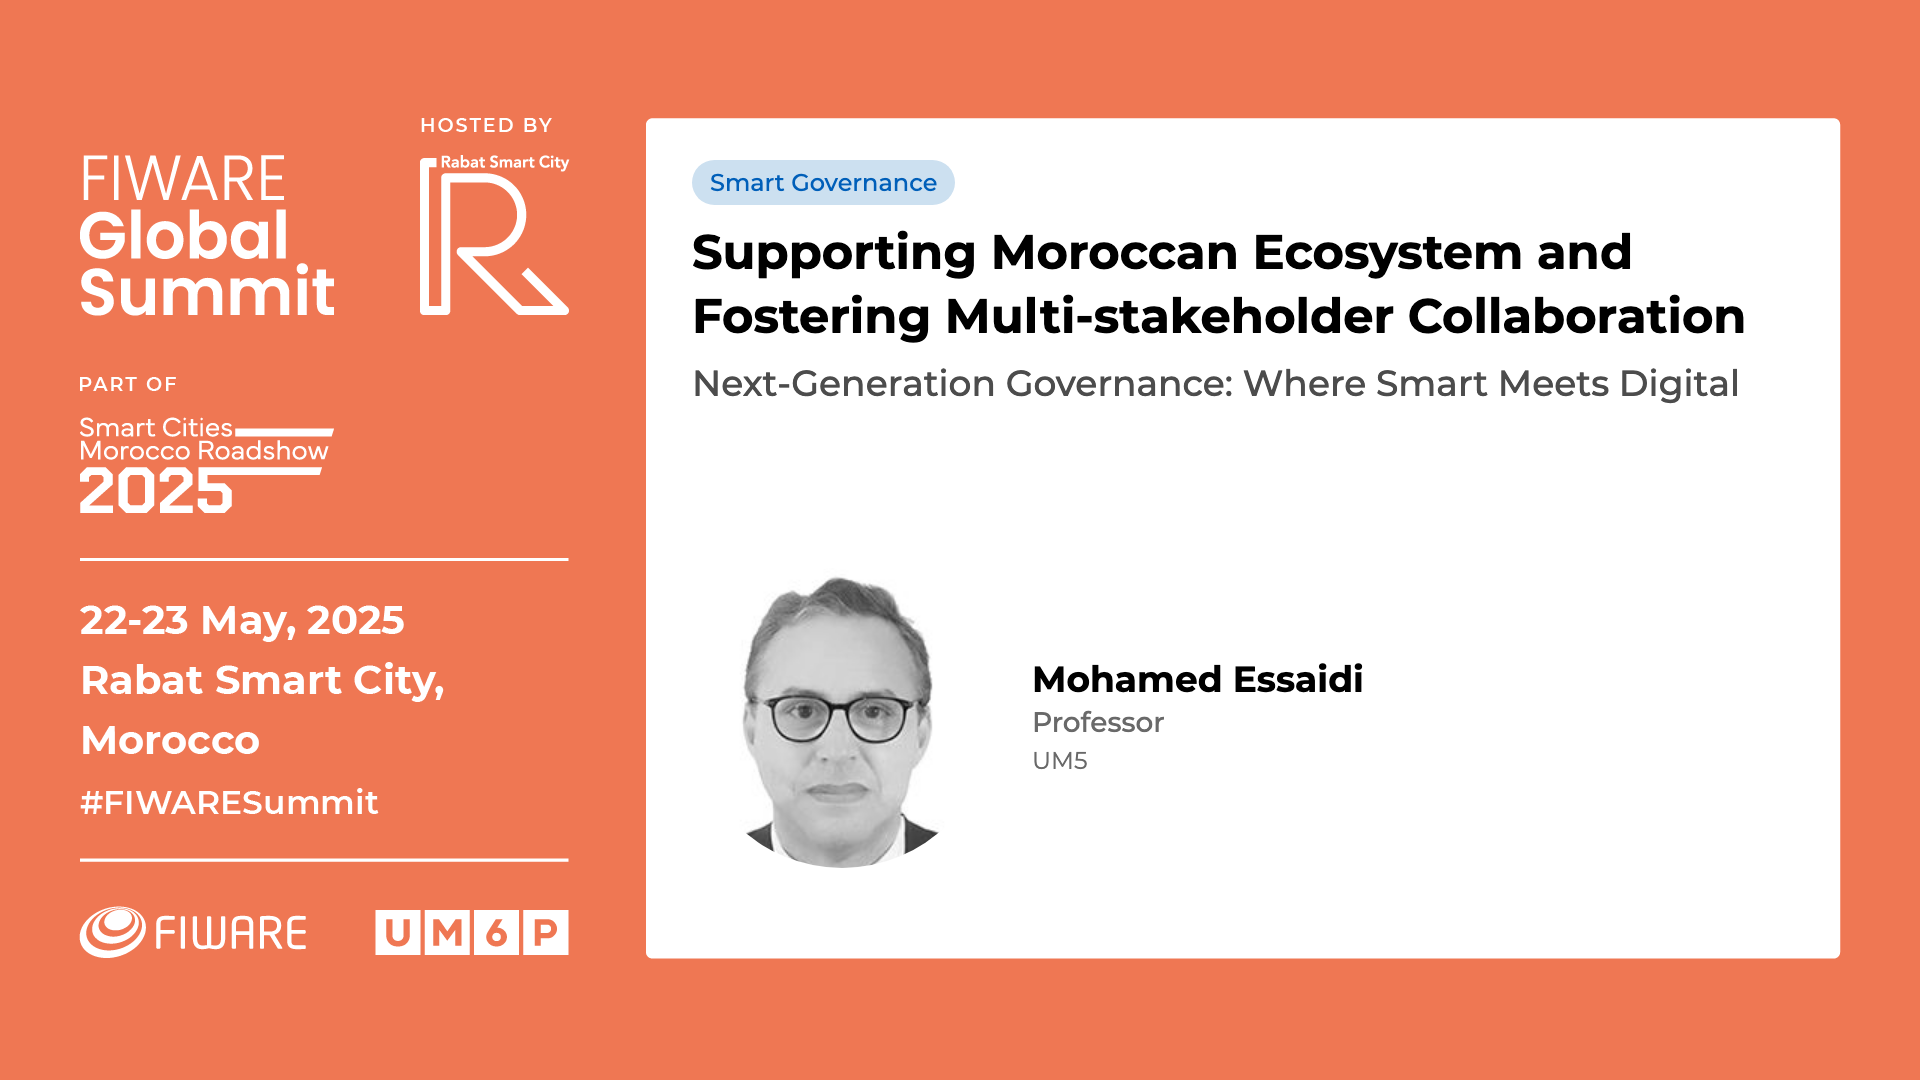 FIWARE
Global
Summit
HOSTED BY
Rabat Smart City
R
PART OF
Smart Cities
Morocco Roadshow
2025
22-23 May, 2025
Rabat Smart City,
Morocco
#FIWARESummit
FIWARE
UM6P
Smart Governance
Supporting Moroccan Ecosystem and
Fostering Multi-stakeholder Collaboration
Next-Generation Governance: Where Smart Meets Digital
Mohamed Essaidi
Professor
UM5